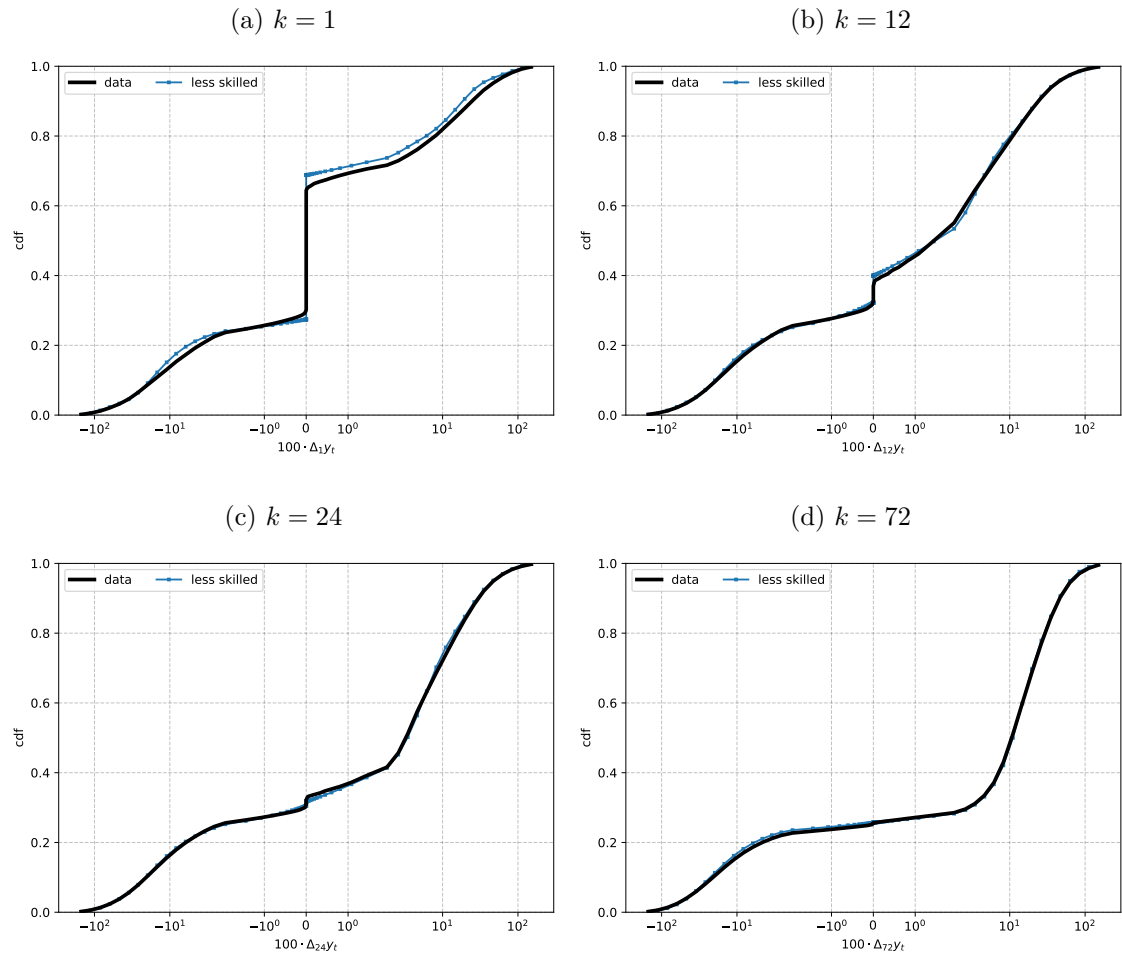 (a) k = 1
(b) k = 12
1.0
0.8
0.6
0.4
0.2
0.0
cdf
data
less skilled
−10² −10¹ −10⁰ 0 10⁰ 10¹ 10²
100 · Δ₁yₜ
1.0
0.8
0.6
0.4
0.2
0.0
cdf
data
less skilled
−10² −10¹ −10⁰ 0 10⁰ 10¹ 10²
100 · Δ₁₂yₜ
(c) k = 24
(d) k = 72
1.0
0.8
0.6
0.4
0.2
0.0
cdf
data
less skilled
−10² −10¹ −10⁰ 0 10⁰ 10¹ 10²
100 · Δ₂₄yₜ
1.0
0.8
0.6
0.4
0.2
0.0
cdf
data
less skilled
−10² −10¹ −10⁰ 0 10⁰ 10¹ 10²
100 · Δ₇₂yₜ